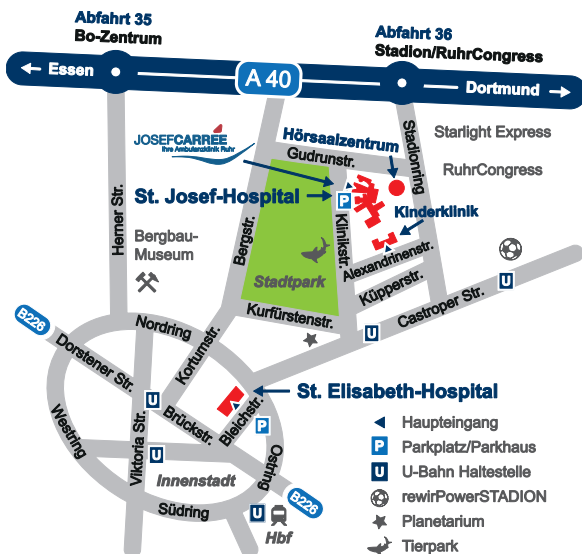 Abfahrt 35
Bo-Zentrum
Abfahrt 36
Stadion/RuhrCongress
Essen
A 40
Dortmund
JOSEFCARRÉE
Ihre Ambulanzklinik Ruhr
Hörsaalzentrum
Gudrunstr.
Stadionring
Starlight Express
RuhrCongress
St. Josef-Hospital
P
Kinderklinik
Herner Str.
Bergstr.
Klinikstr.
Bergbau-
Museum
Stadtpark
Alexandrinenstr.
Küpperstr.
Castroper Str.
U
Kurfürstenstr.
U
B226
Nordring
Dorstener Str.
Kortumstr.
St. Elisabeth-Hospital
U
Brückstr.
Bleichstr.
P
Westring
Viktoria Str.
U
Innenstadt
Ostring
B226
Südring
U
Hbf
Haupteingang
P Parkplatz/Parkhaus
U U-Bahn Haltestelle
rewirPowerSTADION
Planetarium
Tierpark